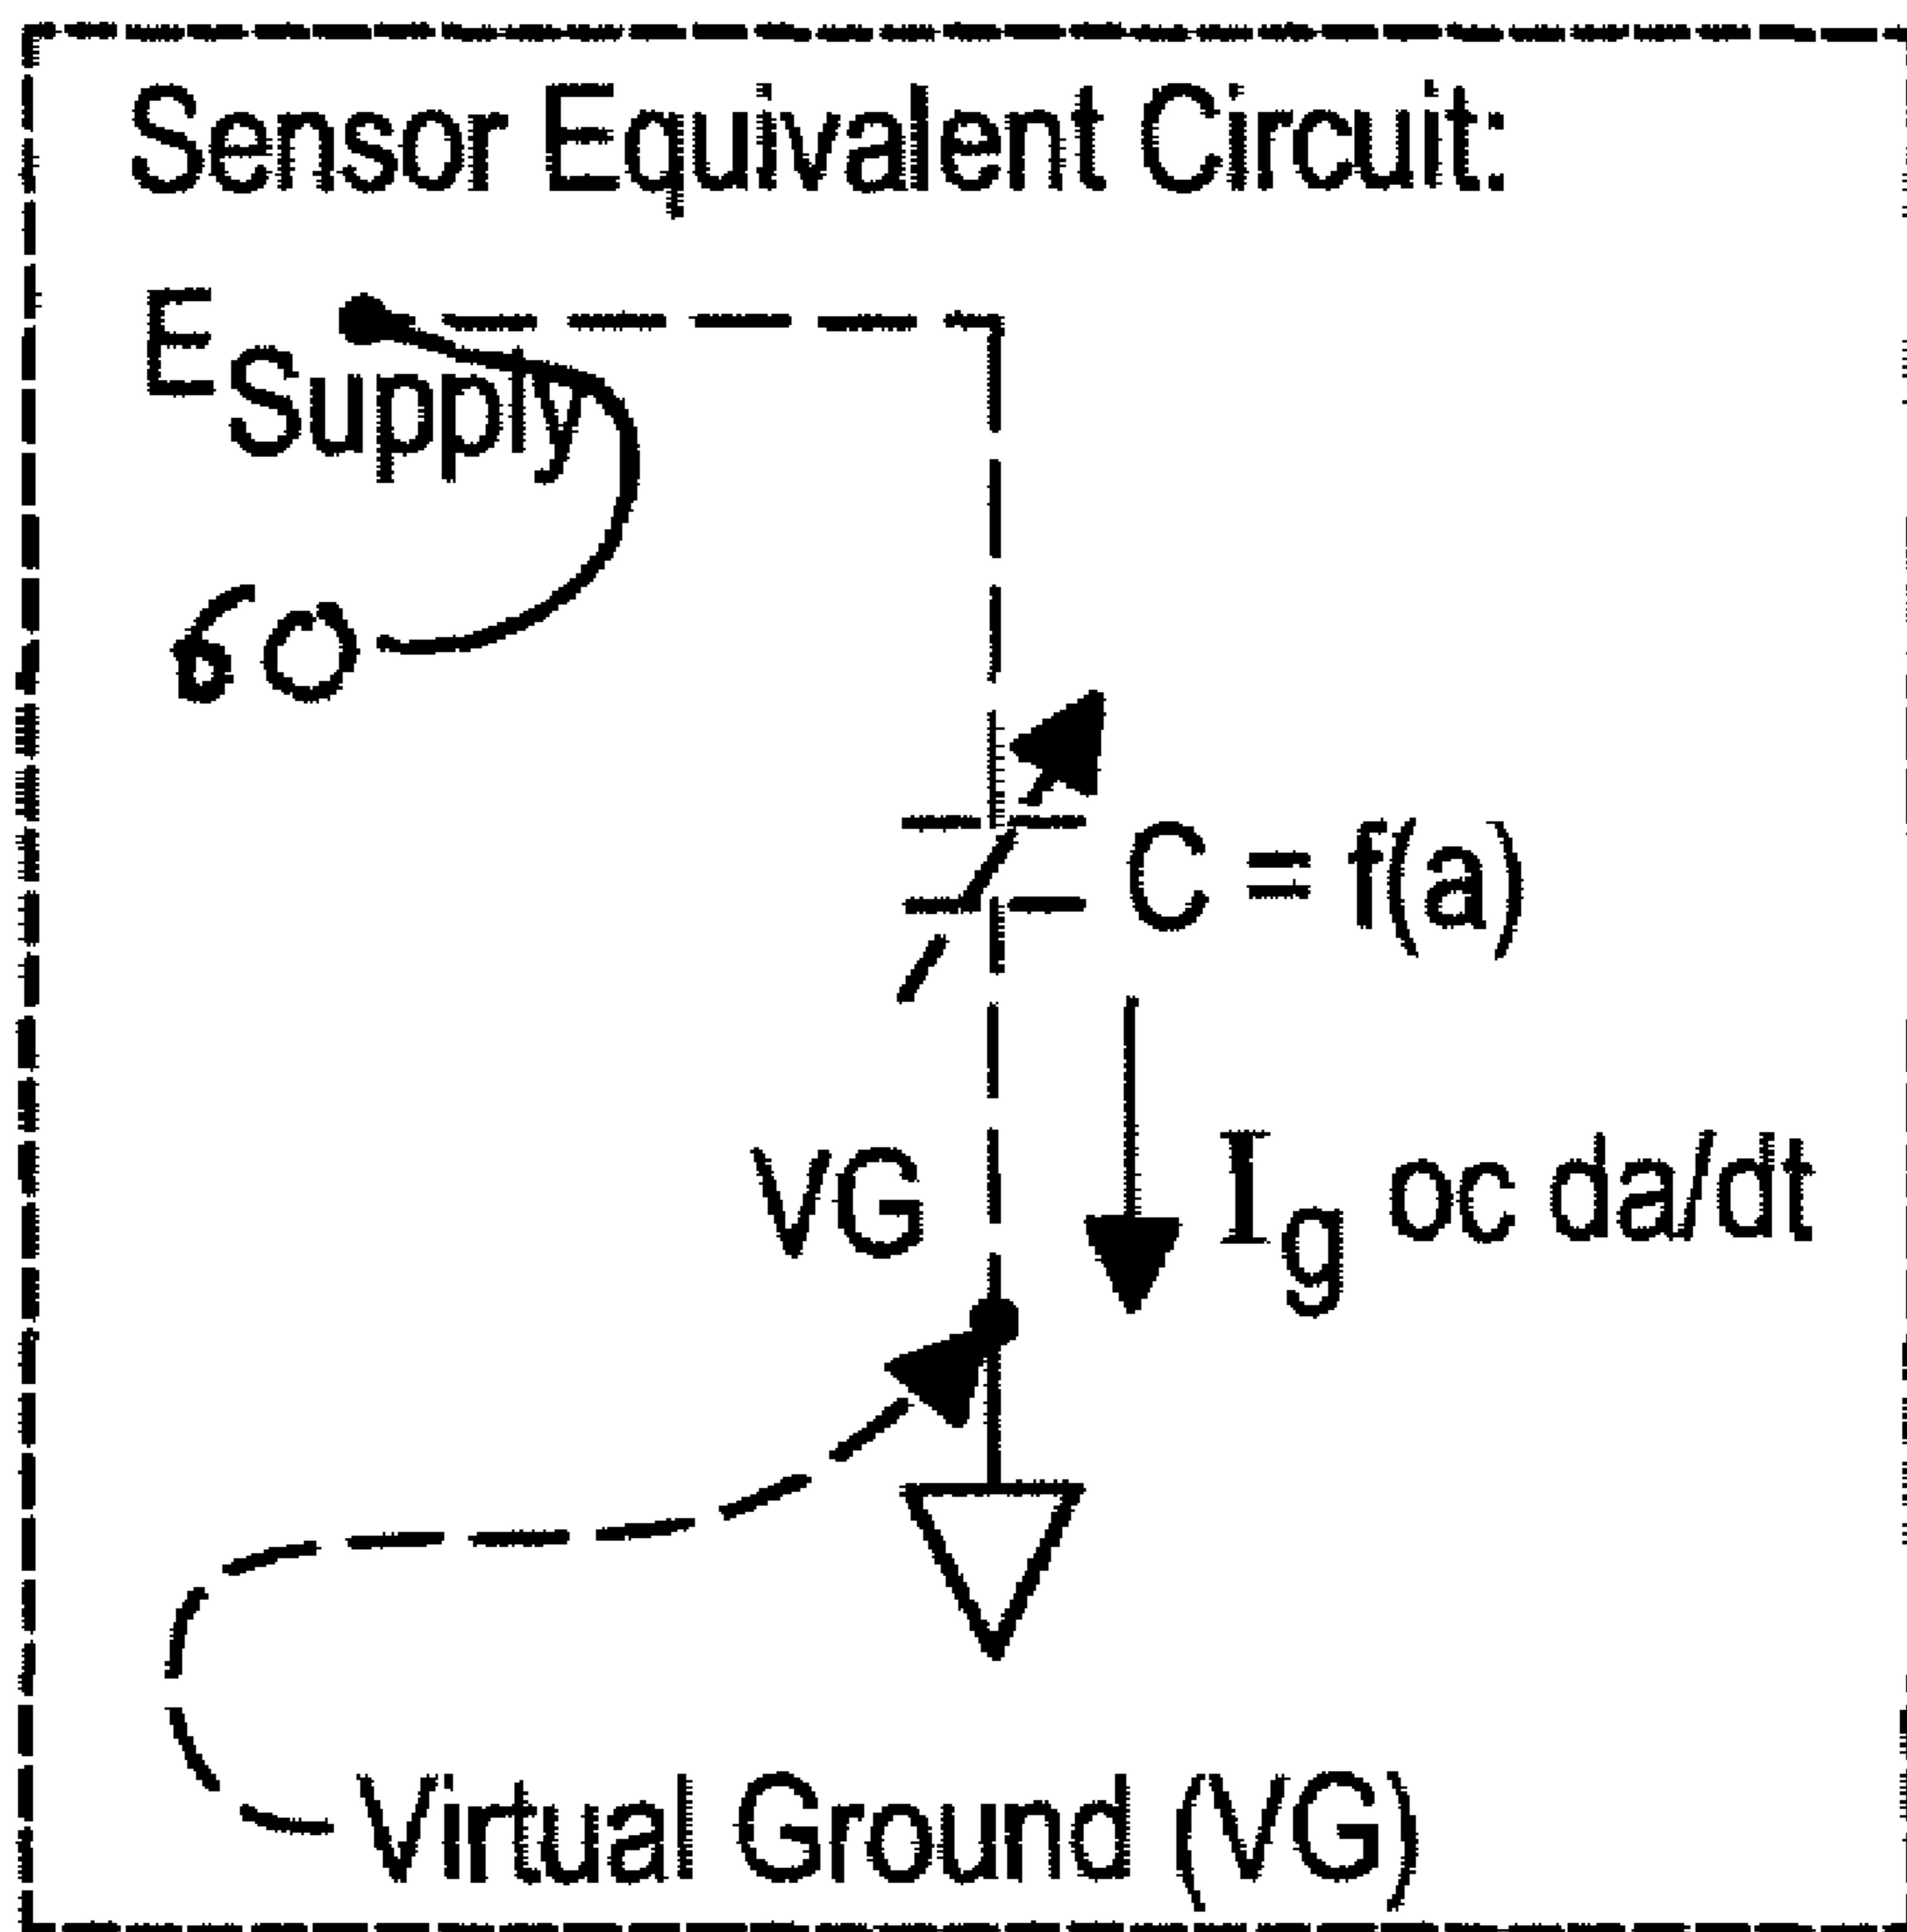 Sensor Equivalent Circuit:
ESupply
60
C = f(a)
VG
Ig oc da/dt
Virtual Ground (VG)